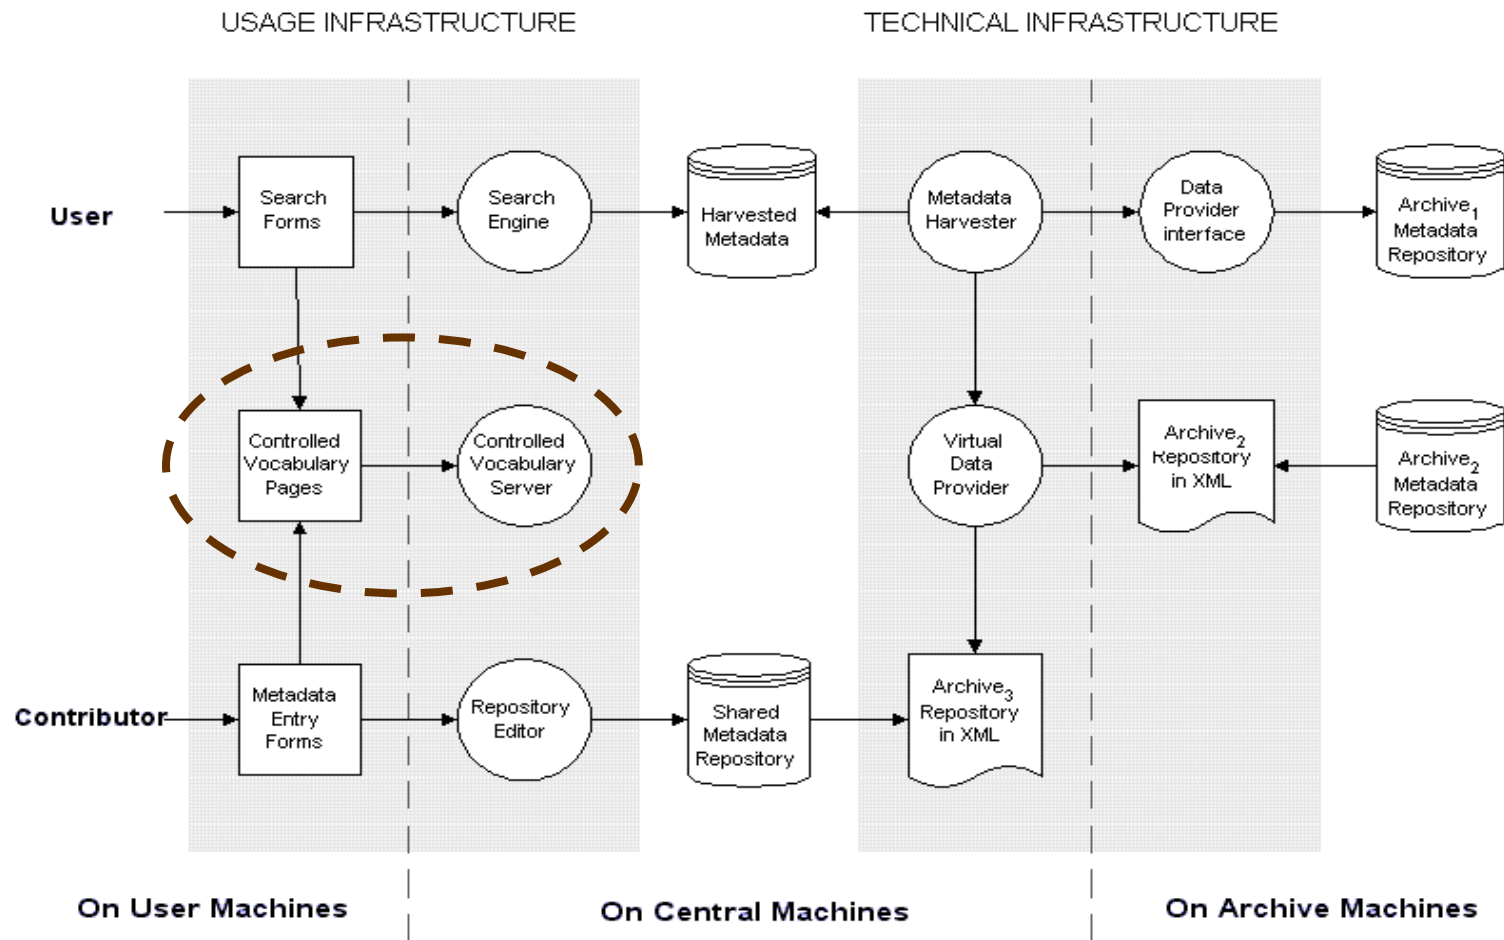 USAGE INFRASTRUCTURE
TECHNICAL INFRASTRUCTURE
User
Search
Forms
Search
Engine
Harvested
Metadata
Metadata
Harvester
Data
Provider
interface
Archive1
Metadata
Repository
Controlled
Vocabulary
Pages
Controlled
Vocabulary
Server
Virtual
Data
Provider
Archive2
Repository
in XML
Archive2
Metadata
Repository
Contributor
Metadata
Entry
Forms
Repository
Editor
Shared
Metadata
Repository
Archive3
Repository
in XML
On User Machines
On Central Machines
On Archive Machines